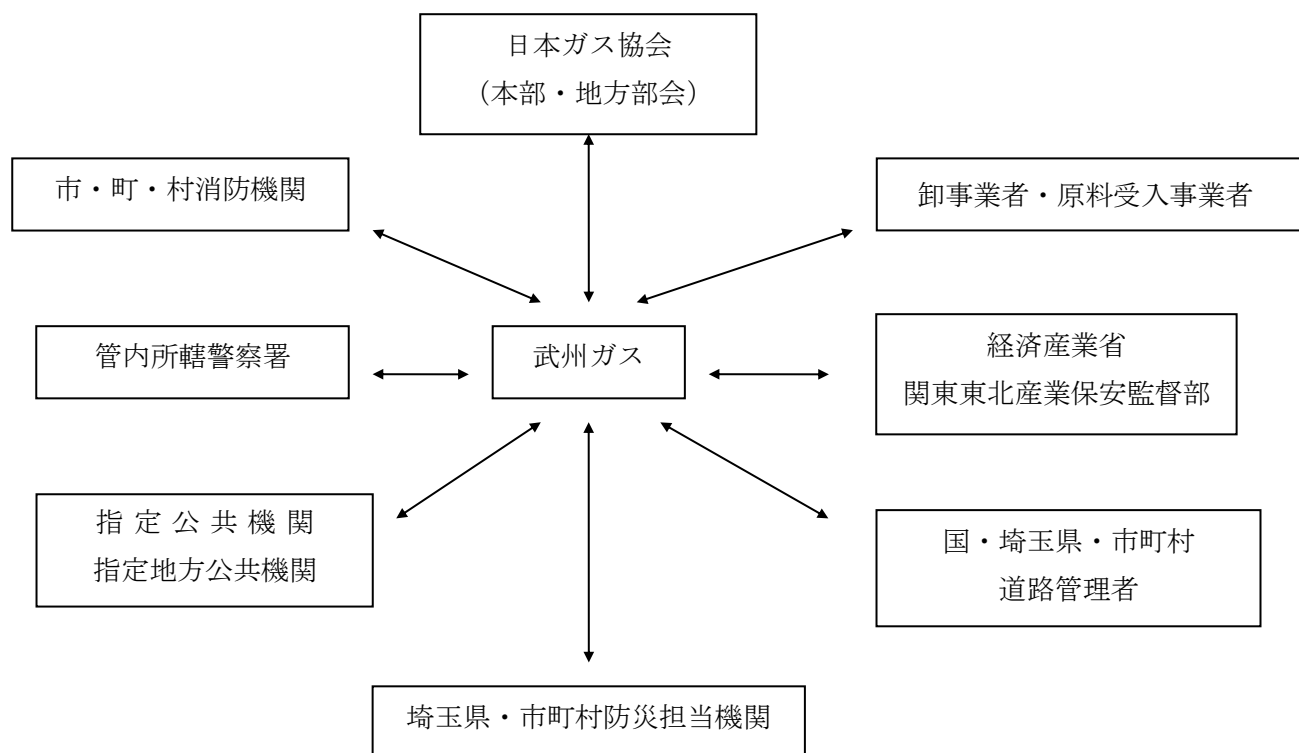 日本ガス協会
(本部・地方部会)
市・町・村消防機関
卸事業者・原料受入事業者
管内所轄警察署
武州ガス
経済産業省
関東東北産業保安監督部
指 定 公 共 機 関
指定地方公共機関
国・埼玉県・市町村
道路管理者
埼玉県・市町村防災担当機関